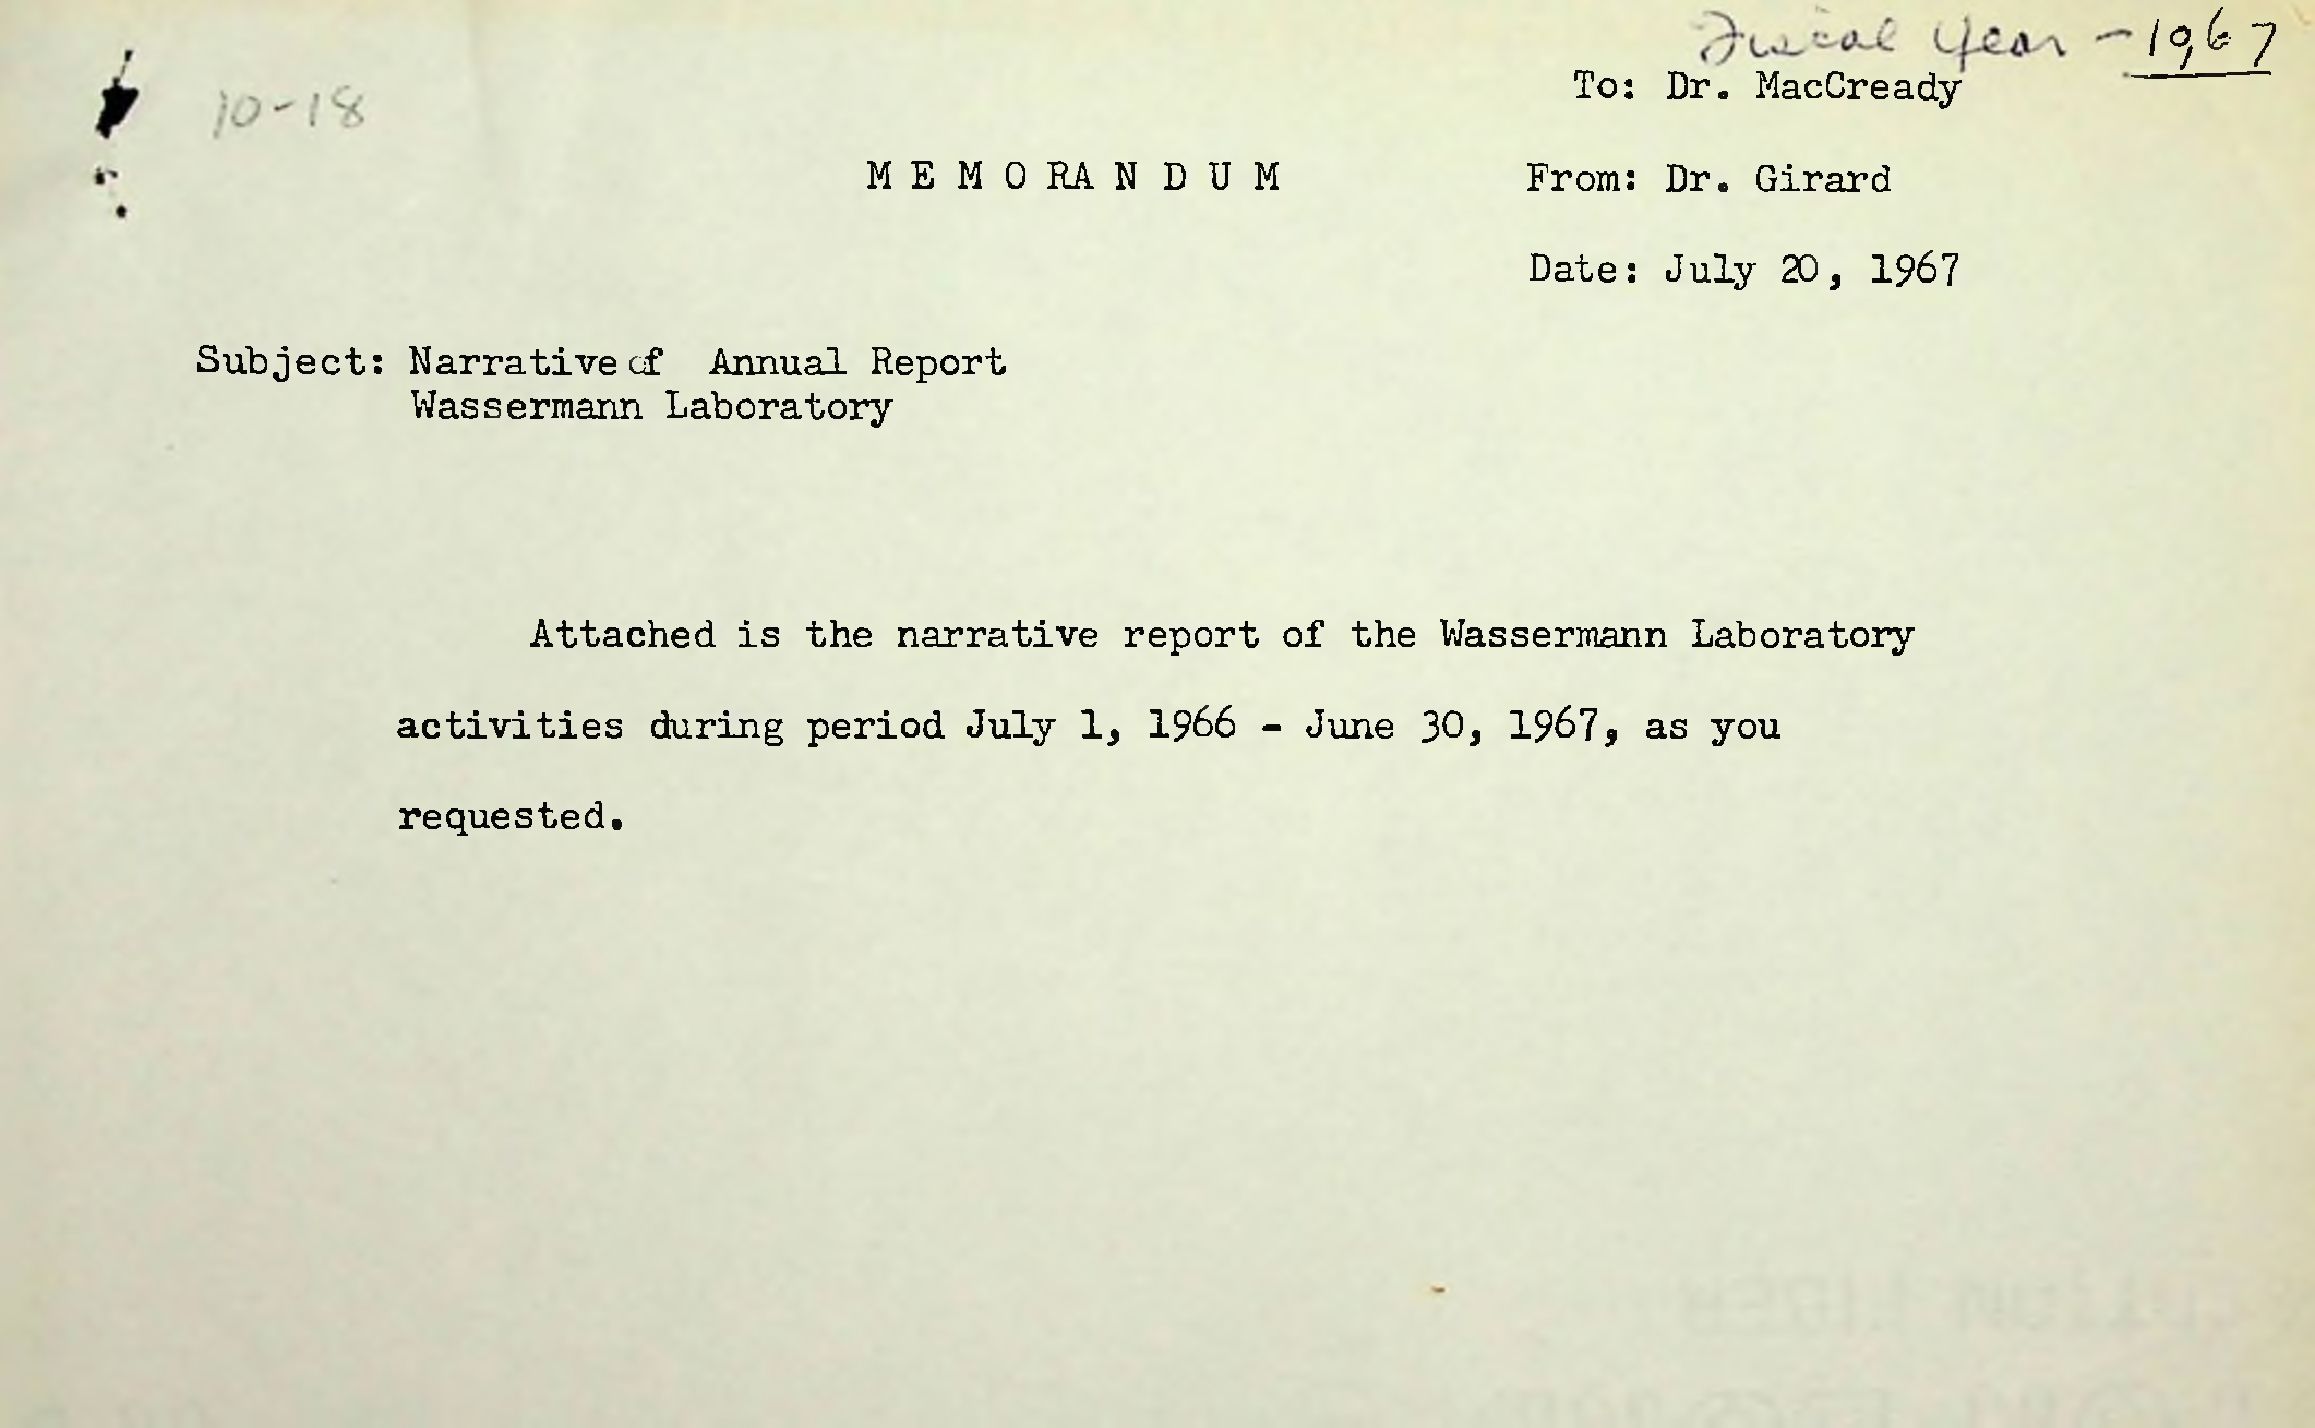 Fiscal Year - 1967
To: Dr. MacCready
10-18
M E M O RA N D U M
From: Dr. Girard
Date: July 20, 1967
Subject: Narrative of Annual Report
Wassermann Laboratory
Attached is the narrative report of the Wassermann Laboratory
activities during period July 1, 1966 - June 30, 1967, as you
requested.